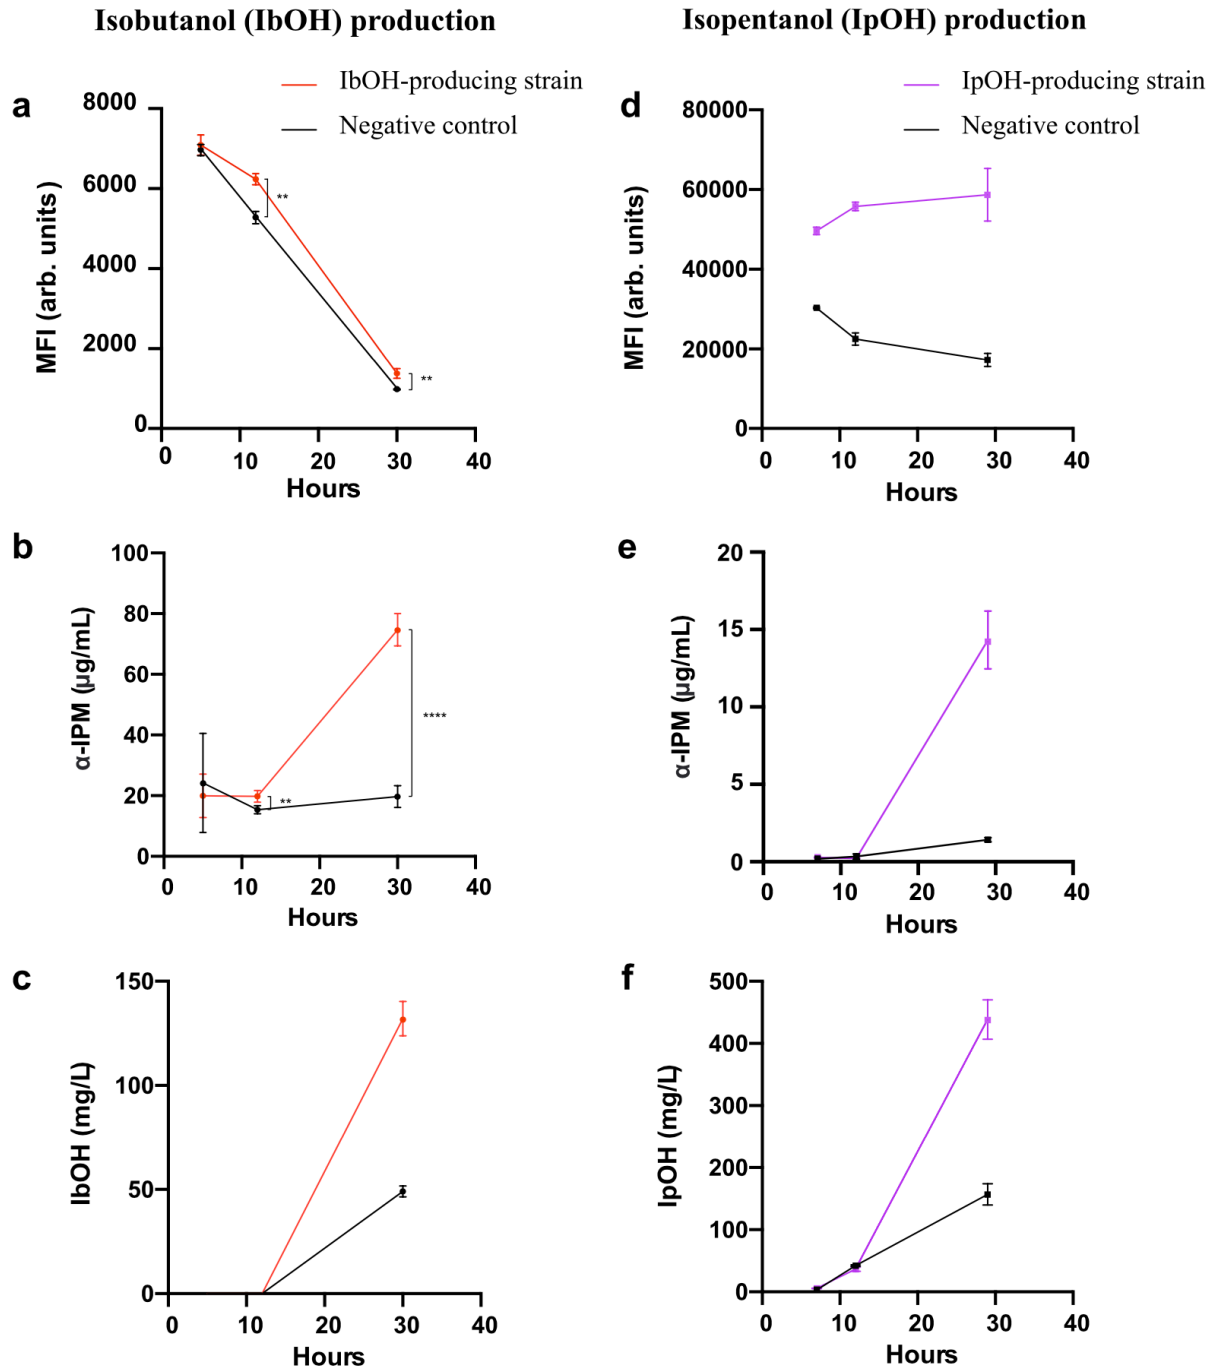 Isobutanol (IbOH) production
IbOH-producing strain
Negative control
a
8000
6000
4000
2000
0
MFI (arb. units)
**
**
0 10 20 30 40
Hours
b
100
80
60
40
20
0
α-IPM (µg/mL)
**
****
0 10 20 30 40
Hours
c
150
100
50
0
IbOH (mg/L)
0 10 20 30 40
Hours
Isopentanol (IpOH) production
IpOH-producing strain
Negative control
d
80000
60000
40000
20000
0
MFI (arb. units)
0 10 20 30 40
Hours
e
20
15
10
5
0
α-IPM (µg/mL)
0 10 20 30 40
Hours
f
500
400
300
200
100
0
IpOH (mg/L)
0 10 20 30 40
Hours